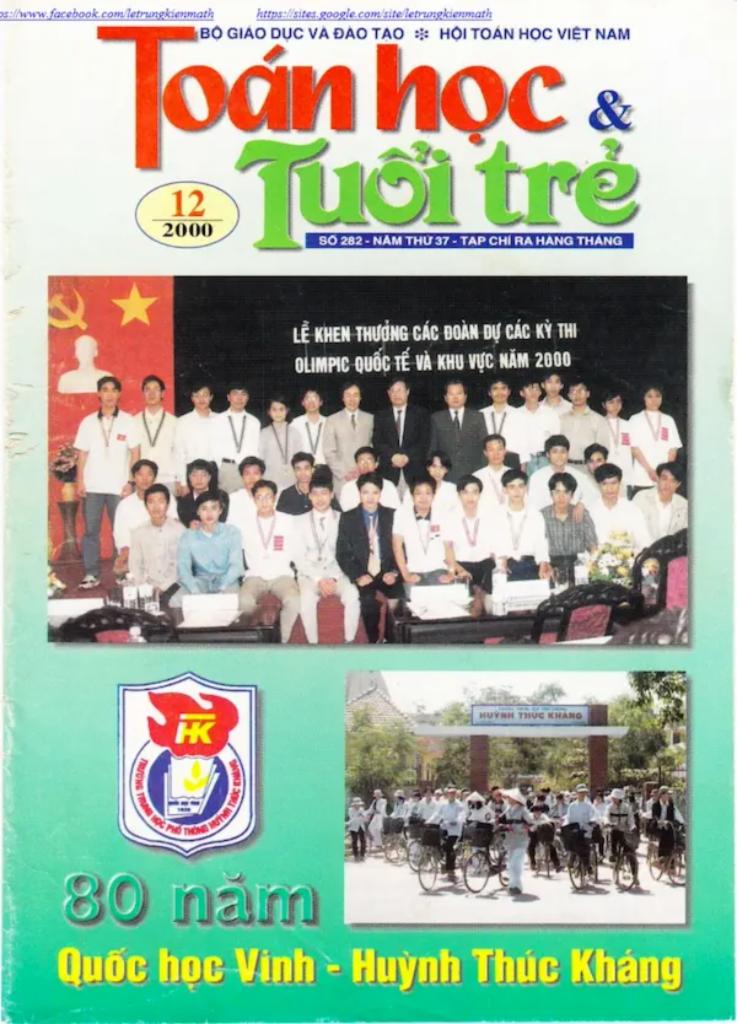 ps://www.facebook.com/letrungkienmath https://sites.google.com/site/letrungkienmath
BỘ GIÁO DỤC VÀ ĐÀO TẠO ✻ HỘI TOÁN HỌC VIỆT NAM
Toán học
& Tuổi trẻ
12
2000
SỐ 282 - NĂM THỨ 37 - TẠP CHÍ RA HÀNG THÁNG
LỄ KHEN THƯỞNG CÁC ĐOÀN DỰ CÁC KỲ THI
OLIMPIC QUỐC TẾ VÀ KHU VỰC NĂM 2000
HK
TRƯỜNG TRUNG HỌC PHỔ THÔNG HUỲNH THÚC KHÁNG
HUỲNH THÚC KHÁNG
80 năm
Quốc học Vinh - Huỳnh Thúc Kháng